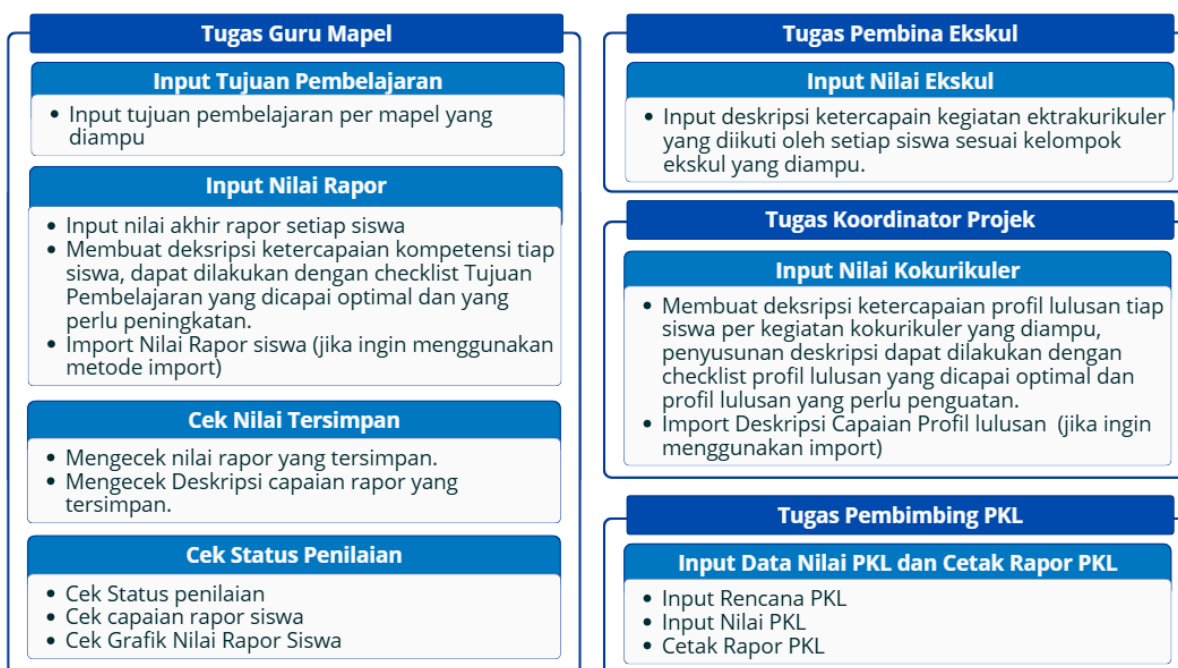 Tugas Guru Mapel
Input Tujuan Pembelajaran
• Input tujuan pembelajaran per mapel yang
diampu
Input Nilai Rapor
• Input nilai akhir rapor setiap siswa
• Membuat deksripsi ketercapaian kompetensi tiap
siswa, dapat dilakukan dengan checklist Tujuan
Pembelajaran yang dicapai optimal dan yang
perlu peningkatan.
• Import Nilai Rapor siswa (jika ingin menggunakan
metode import)
Cek Nilai Tersimpan
• Mengecek nilai rapor yang tersimpan.
• Mengecek Deskripsi capaian rapor yang
tersimpan.
Cek Status Penilaian
• Cek Status penilaian
• Cek capaian rapor siswa
• Cek Grafik Nilai Rapor Siswa
Tugas Pembina Ekskul
Input Nilai Ekskul
• Input deskripsi ketercapain kegiatan ektrakurikuler
yang diikuti oleh setiap siswa sesuai kelompok
ekskul yang diampu.
Tugas Koordinator Projek
Input Nilai Kokurikuler
• Membuat deksripsi ketercapaian profil lulusan tiap
siswa per kegiatan kokurikuler yang diampu,
penyusunan deskripsi dapat dilakukan dengan
checklist profil lulusan yang dicapai optimal dan
profil lulusan yang perlu penguatan.
• Import Deskripsi Capaian Profil lulusan (jika ingin
menggunakan import)
Tugas Pembimbing PKL
Input Data Nilai PKL dan Cetak Rapor PKL
• Input Rencana PKL
• Input Nilai PKL
• Cetak Rapor PKL